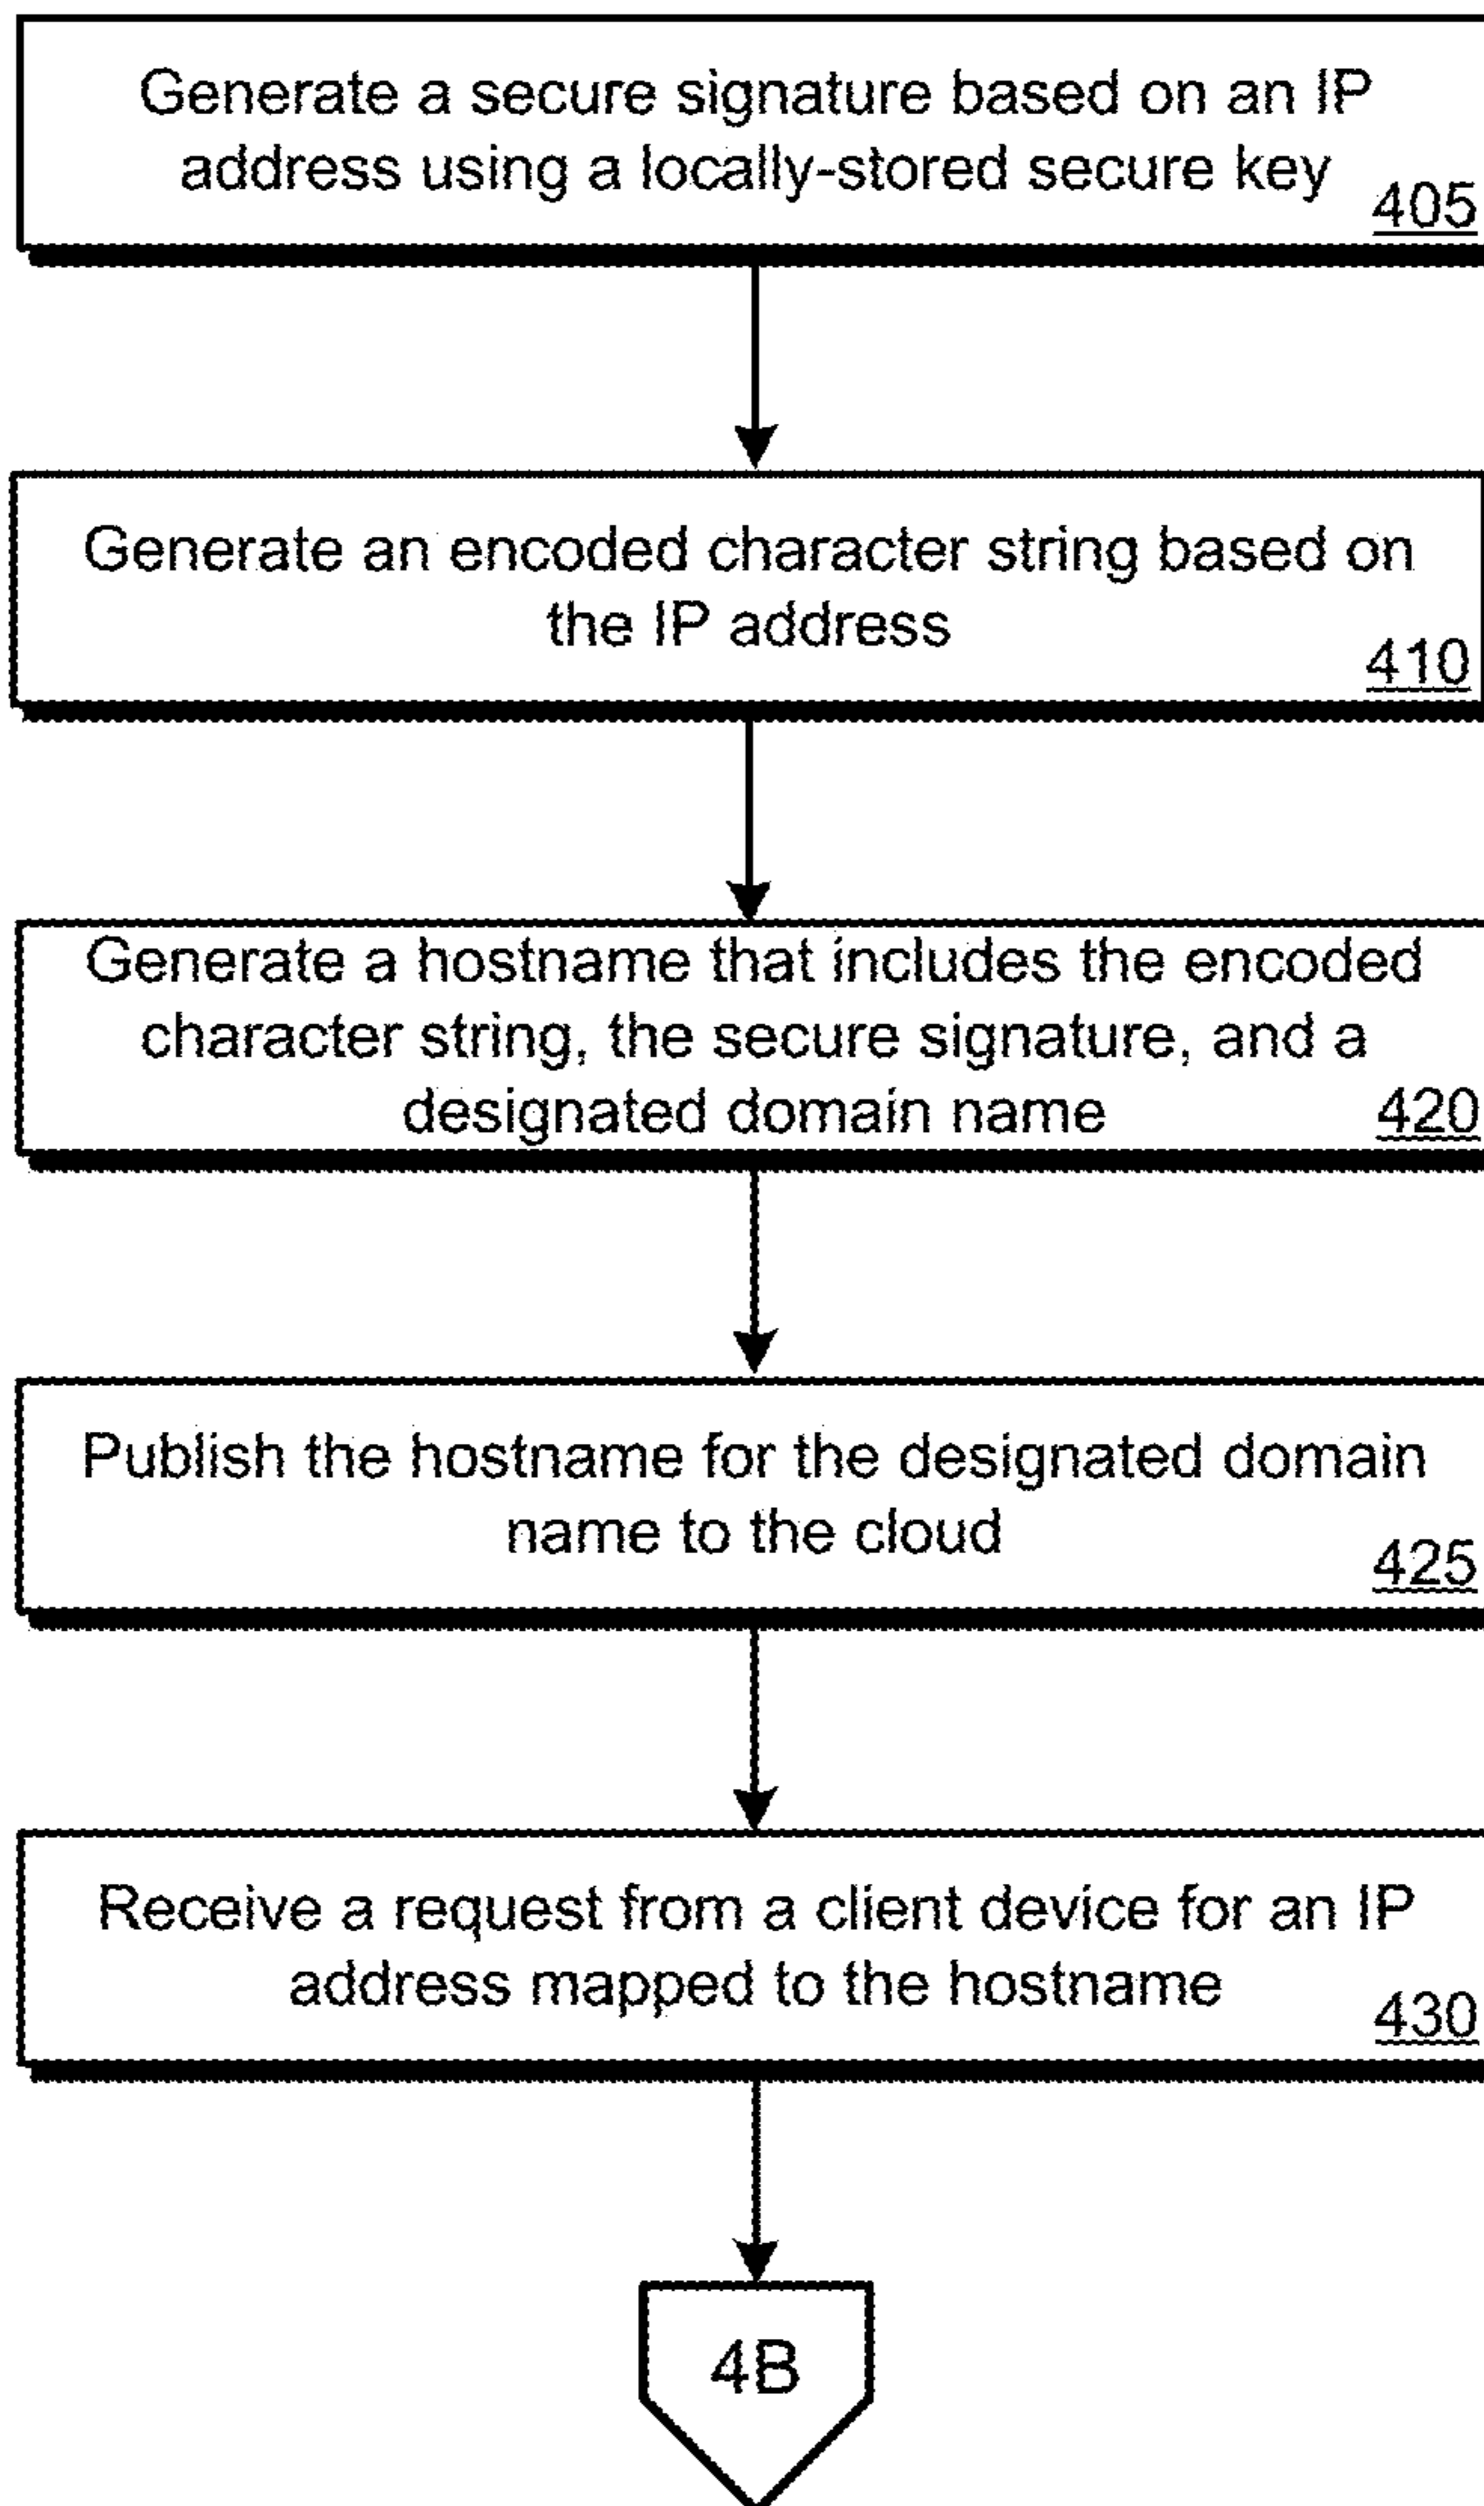 Generate a secure signature based on an IP
address using a locally-stored secure key
405
Generate an encoded character string based on
the IP address
410
Generate a hostname that includes the encoded
character string, the secure signature, and a
designated domain name
420
Publish the hostname for the designated domain
name to the cloud
425
Receive a request from a client device for an IP
address mapped to the hostname
430
4B